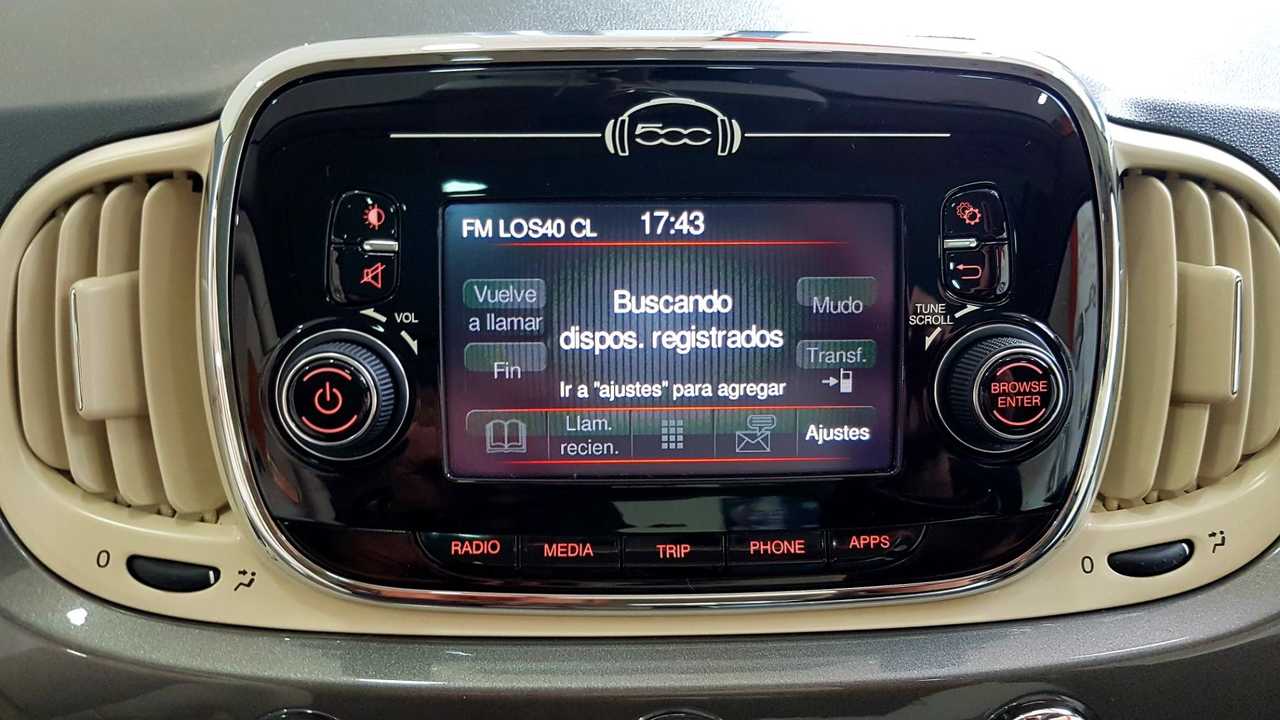 500
FM LOS40 CL 17:43
Vuelve
a llamar
Buscando
dispos. registrados
Mudo
Fin
Transf.
Ir a "ajustes" para agregar
Llam.
recien.
Ajustes
VOL
TUNE
SCROLL
BROWSE
ENTER
RADIO MEDIA TRIP PHONE APPS
0
0